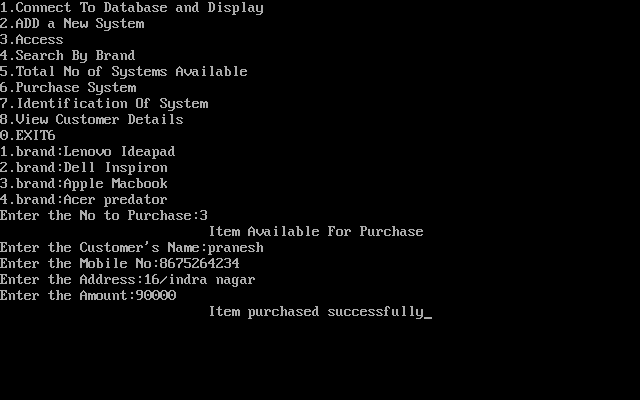 1.Connect To Database and Display
2.ADD a New System
3.Access
4.Search By Brand
5.Total No of Systems Available
6.Purchase System
7.Identification Of System
8.View Customer Details
0.EXIT6
1.brand:Lenovo Ideapad
2.brand:Dell Inspiron
3.brand:Apple Macbook
4.brand:Acer predator
Enter the No to Purchase:3
Item Available For Purchase
Enter the Customer's Name:pranesh
Enter the Mobile No:8675264234
Enter the Address:16/indra nagar
Enter the Amount:90000
Item purchased successfully_